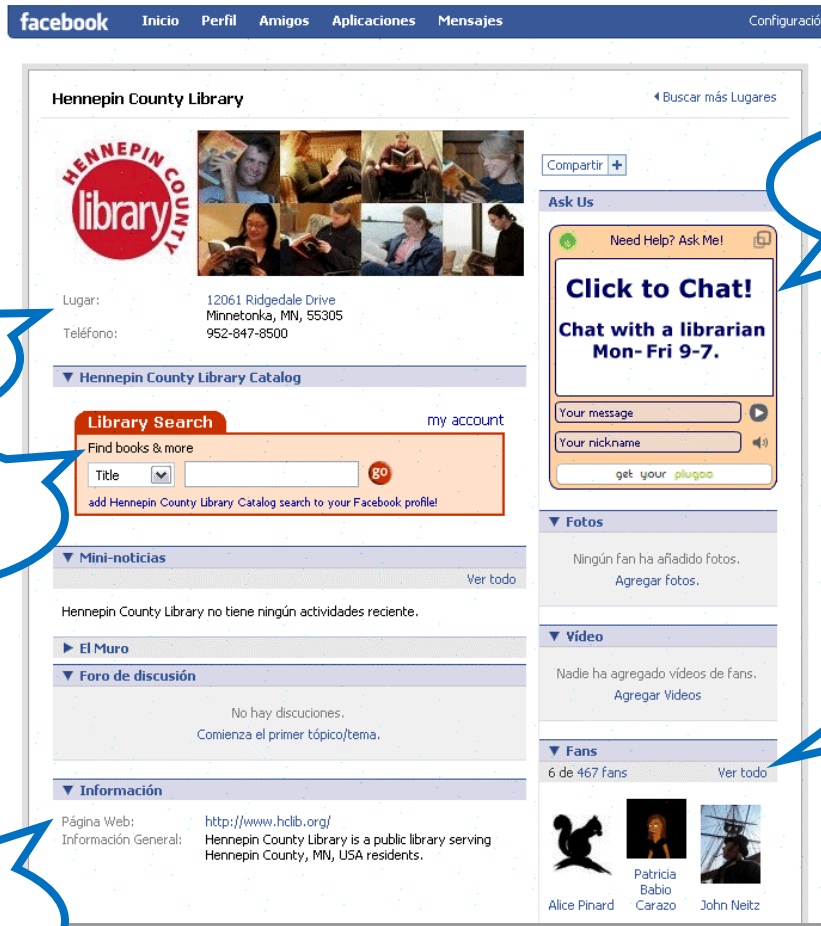 facebook Inicio Perfil Amigos Aplicaciones Mensajes Configuració
Hennepin County Library
Buscar más Lugares
HENNEPIN COUNTY
library
Lugar: 12061 Ridgedale Drive
Minnetonka, MN, 55305
Teléfono: 952-847-8500
Hennepin County Library Catalog
Library Search my account
Find books & more
Title go
add Hennepin County Library Catalog search to your Facebook profile!
Mini-noticias
Ver todo
Hennepin County Library no tiene ningún actividades reciente.
El Muro
Foro de discusión
No hay discuciones.
Comienza el primer tópico/tema.
Información
Página Web: http://www.hclib.org/
Información General: Hennepin County Library is a public library serving
Hennepin County, MN, USA residents.
Compartir +
Ask Us
Need Help? Ask Me!
Click to Chat!
Chat with a librarian
Mon-Fri 9-7.
Your message
Your nickname
get your plugoo
Fotos
Ningún fan ha añadido fotos.
Agregar fotos.
Vídeo
Nadie ha agregado vídeos de fans.
Agregar Videos
Fans
6 de 467 fans Ver todo
Alice Pinard
Patricia
Babio
Carazo
John Neitz